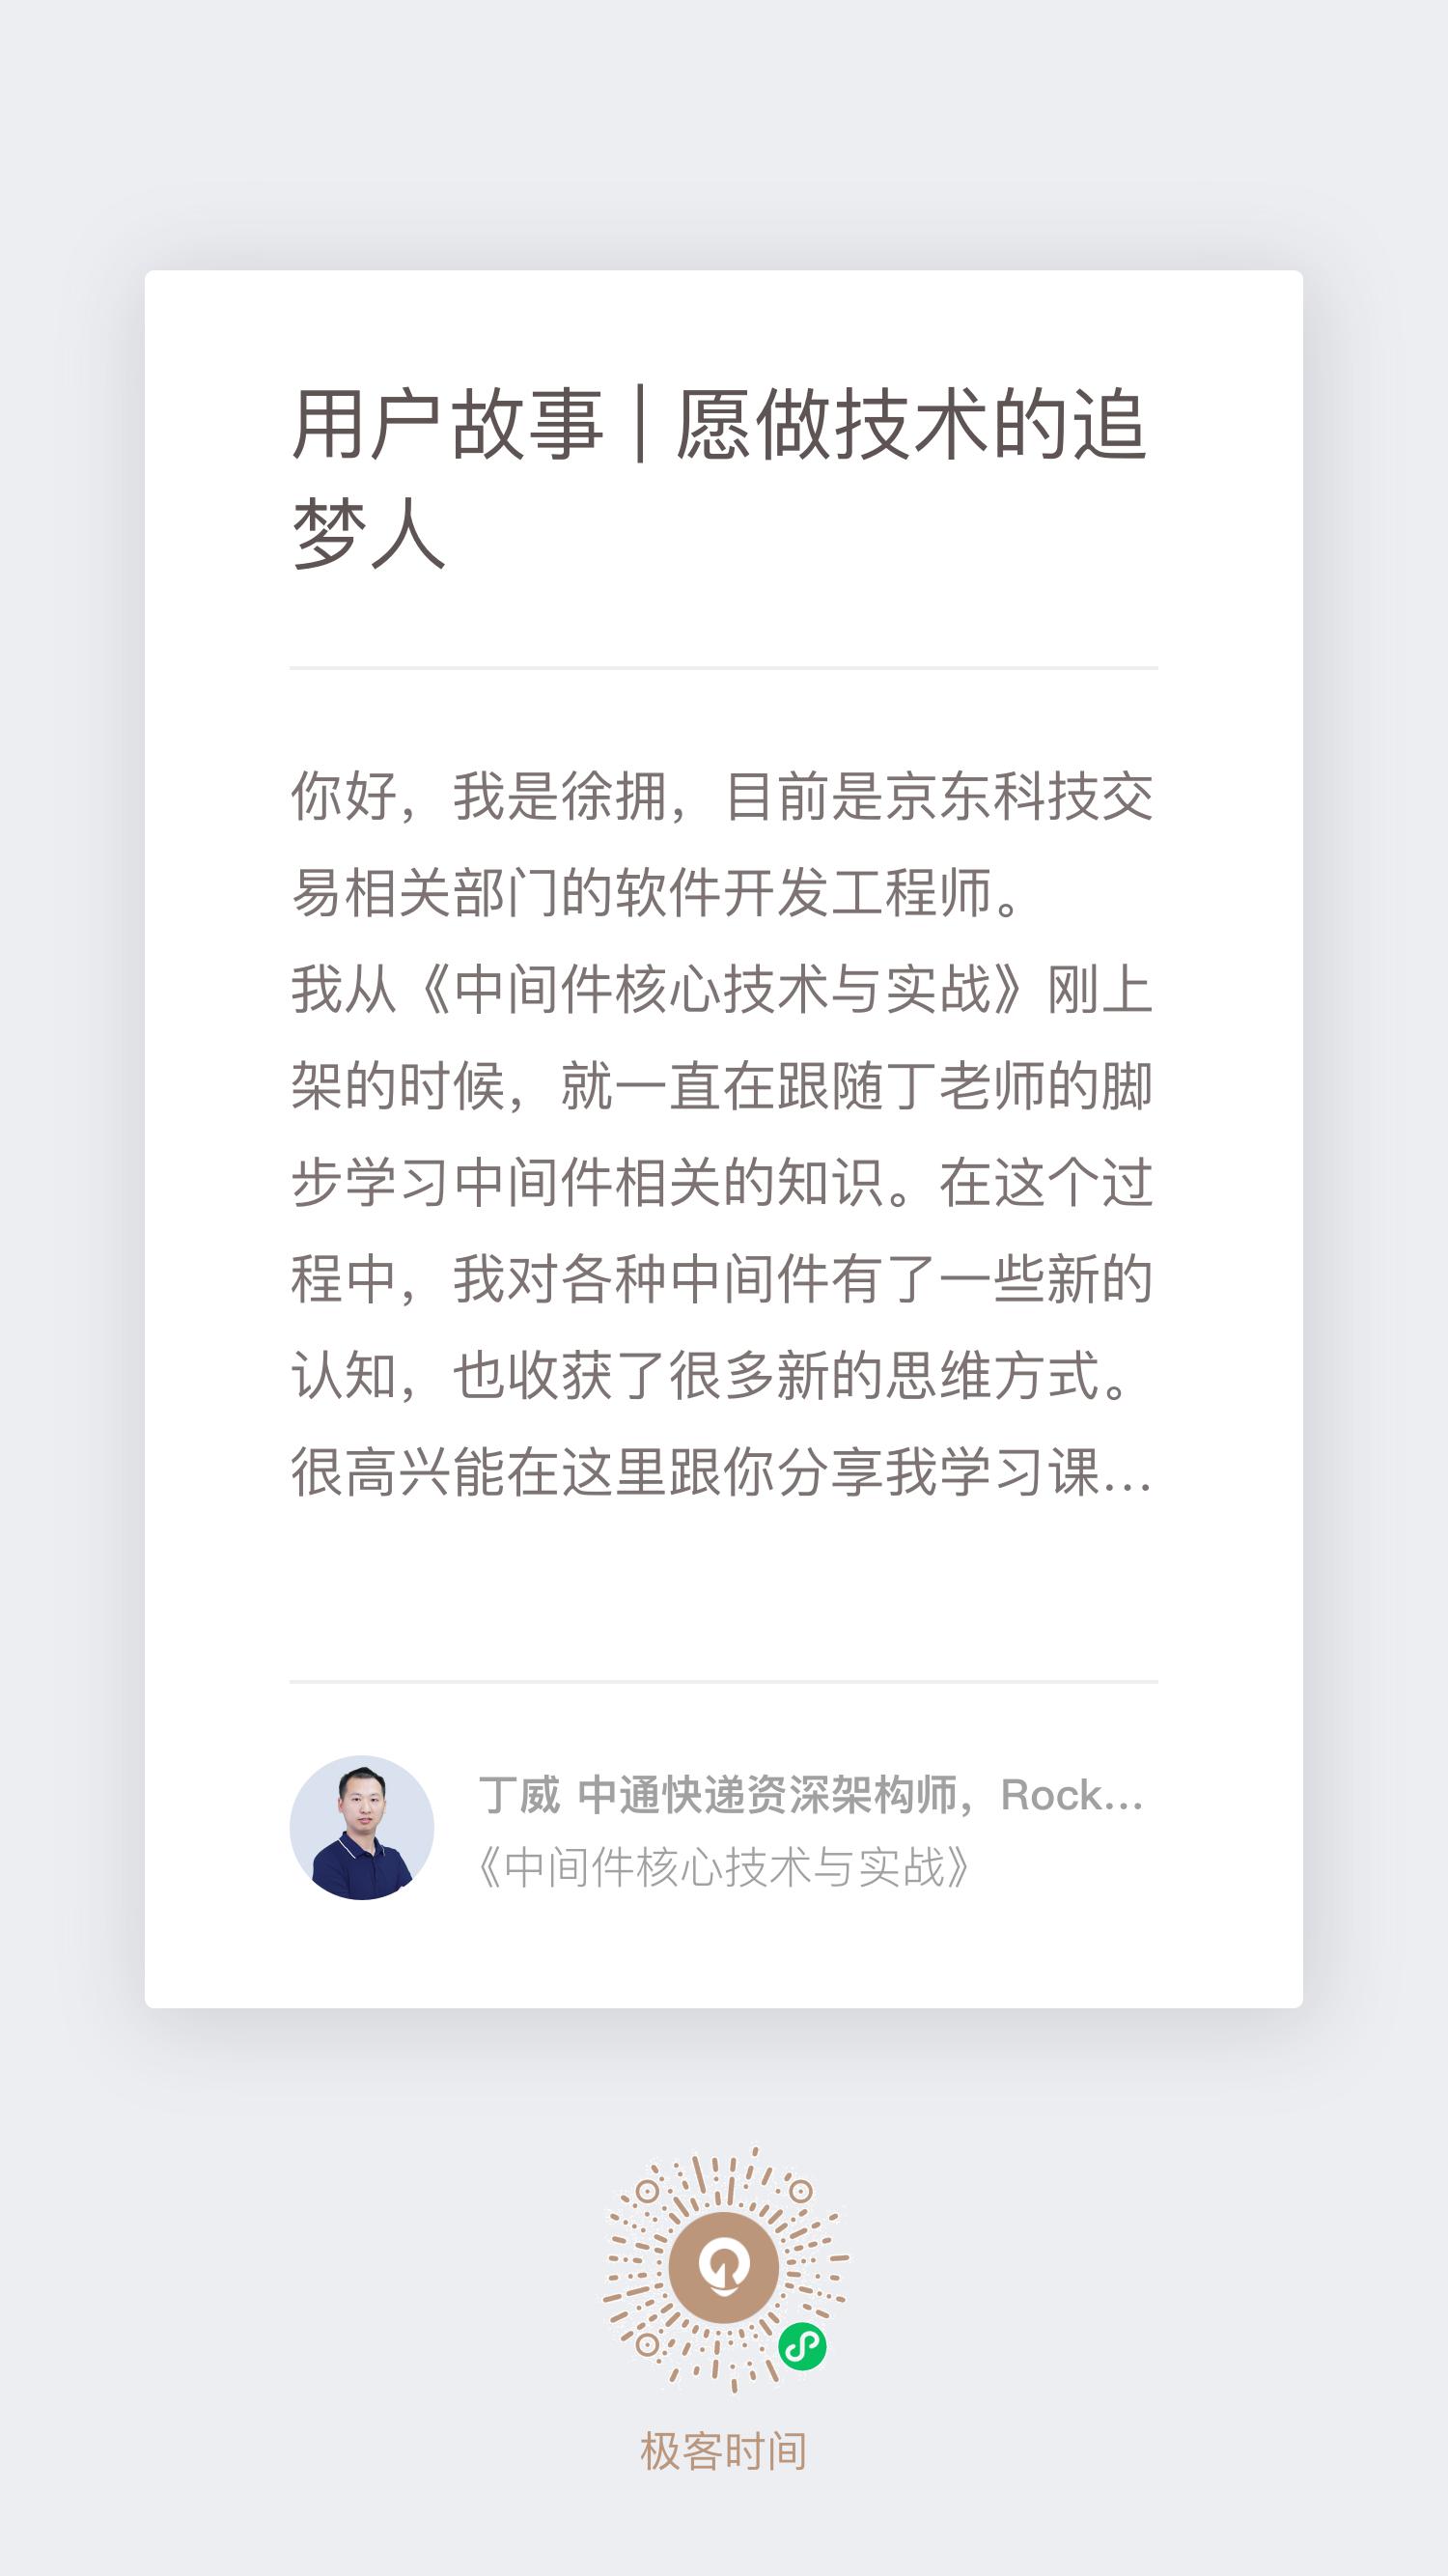 用户故事 | 愿做技术的追
梦人
你好，我是徐拥，目前是京东科技交
易相关部门的软件开发工程师。
我从《中间件核心技术与实战》刚上
架的时候，就一直在跟随丁老师的脚
步学习中间件相关的知识。在这个过
程中，我对各种中间件有了一些新的
认知，也收获了很多新的思维方式。
很高兴能在这里跟你分享我学习课...
丁威 中通快递资深架构师，Rock...
《中间件核心技术与实战》
极客时间